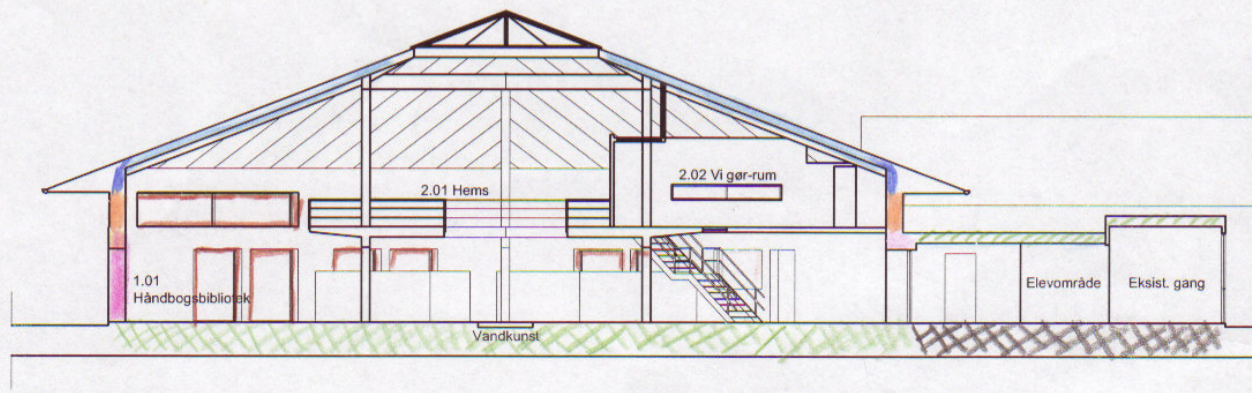 2.01 Hems
2.02 Vi gør-rum
1.01
Håndbogsbibliotek
Elevområde
Eksist. gang
Vandkunst